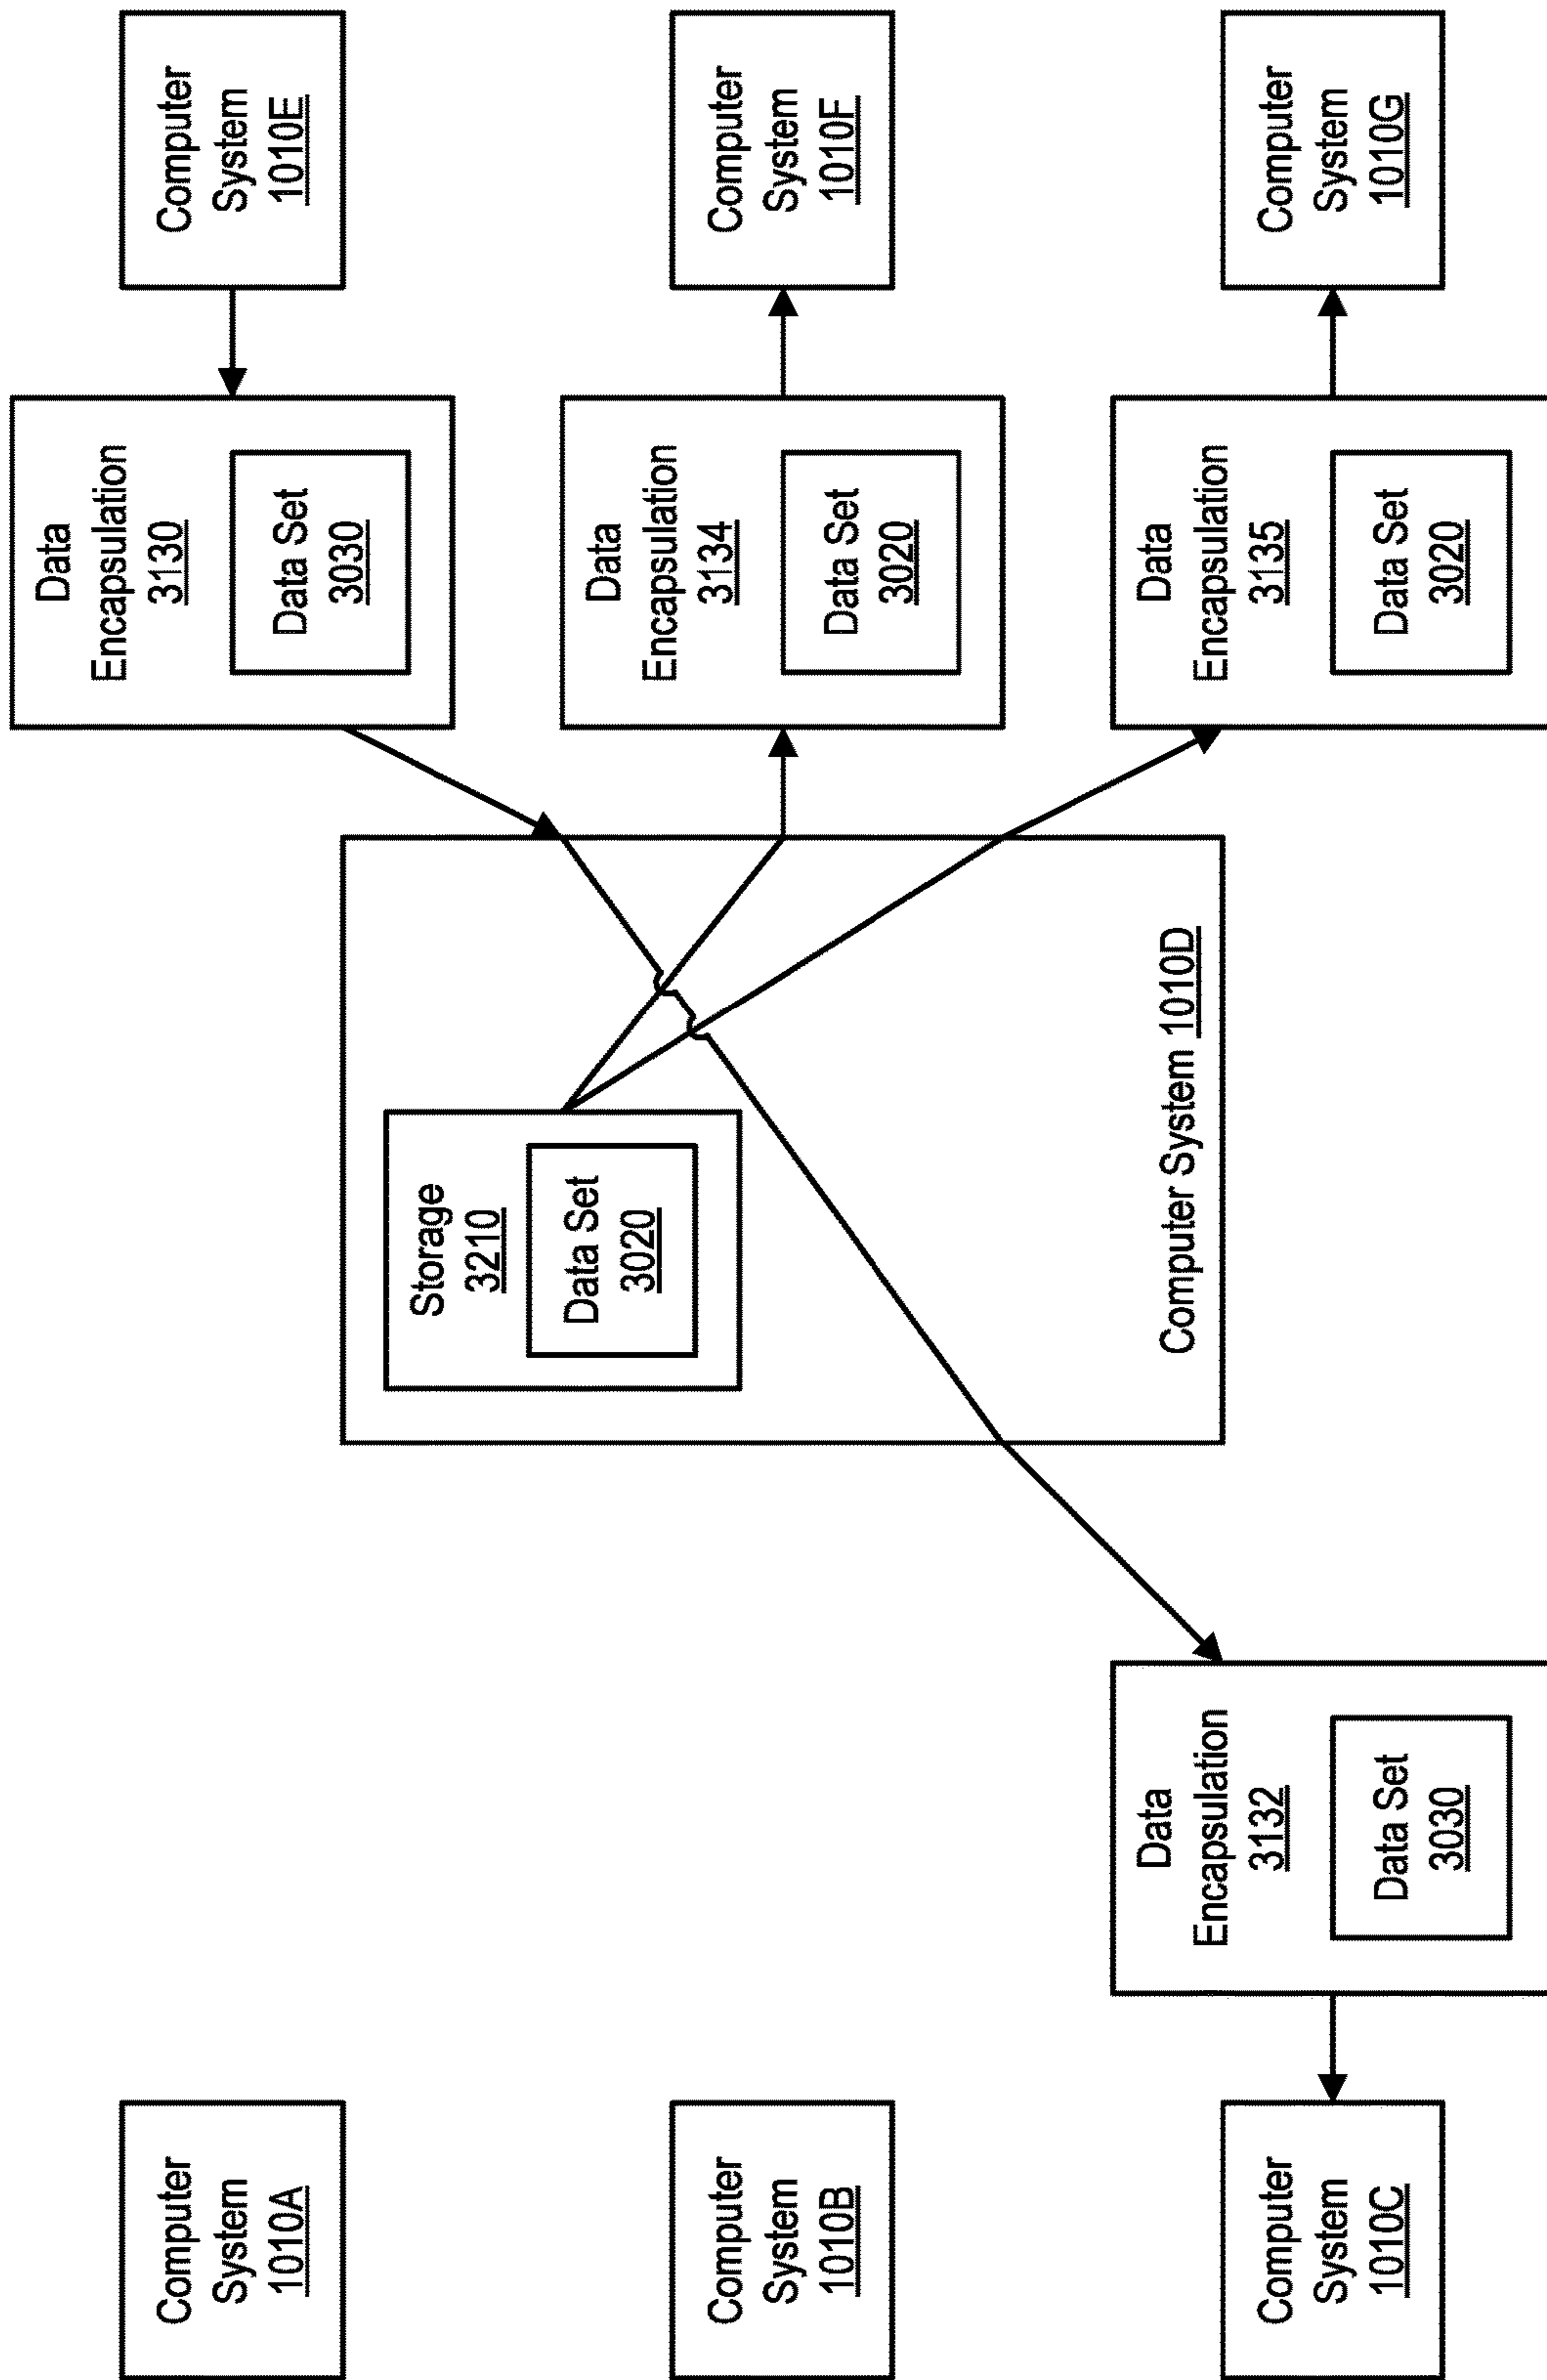 Computer
System
1010A
Computer
System
1010B
Computer
System
1010C
Data
Encapsulation
3132
Data Set
3030
Storage
3210
Data Set
3020
Computer System 1010D
Data
Encapsulation
3130
Data Set
3030
Data
Encapsulation
3134
Data Set
3020
Data
Encapsulation
3135
Data Set
3020
Computer
System
1010E
Computer
System
1010F
Computer
System
1010G